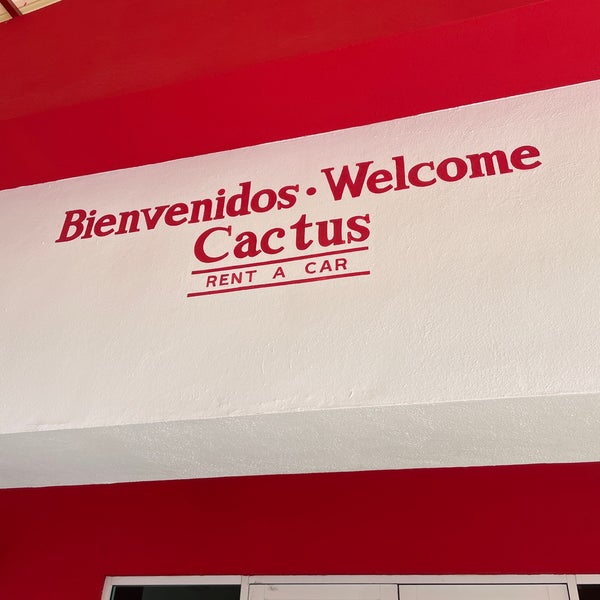 Bienvenidos · Welcome
Cactus
RENT A CAR